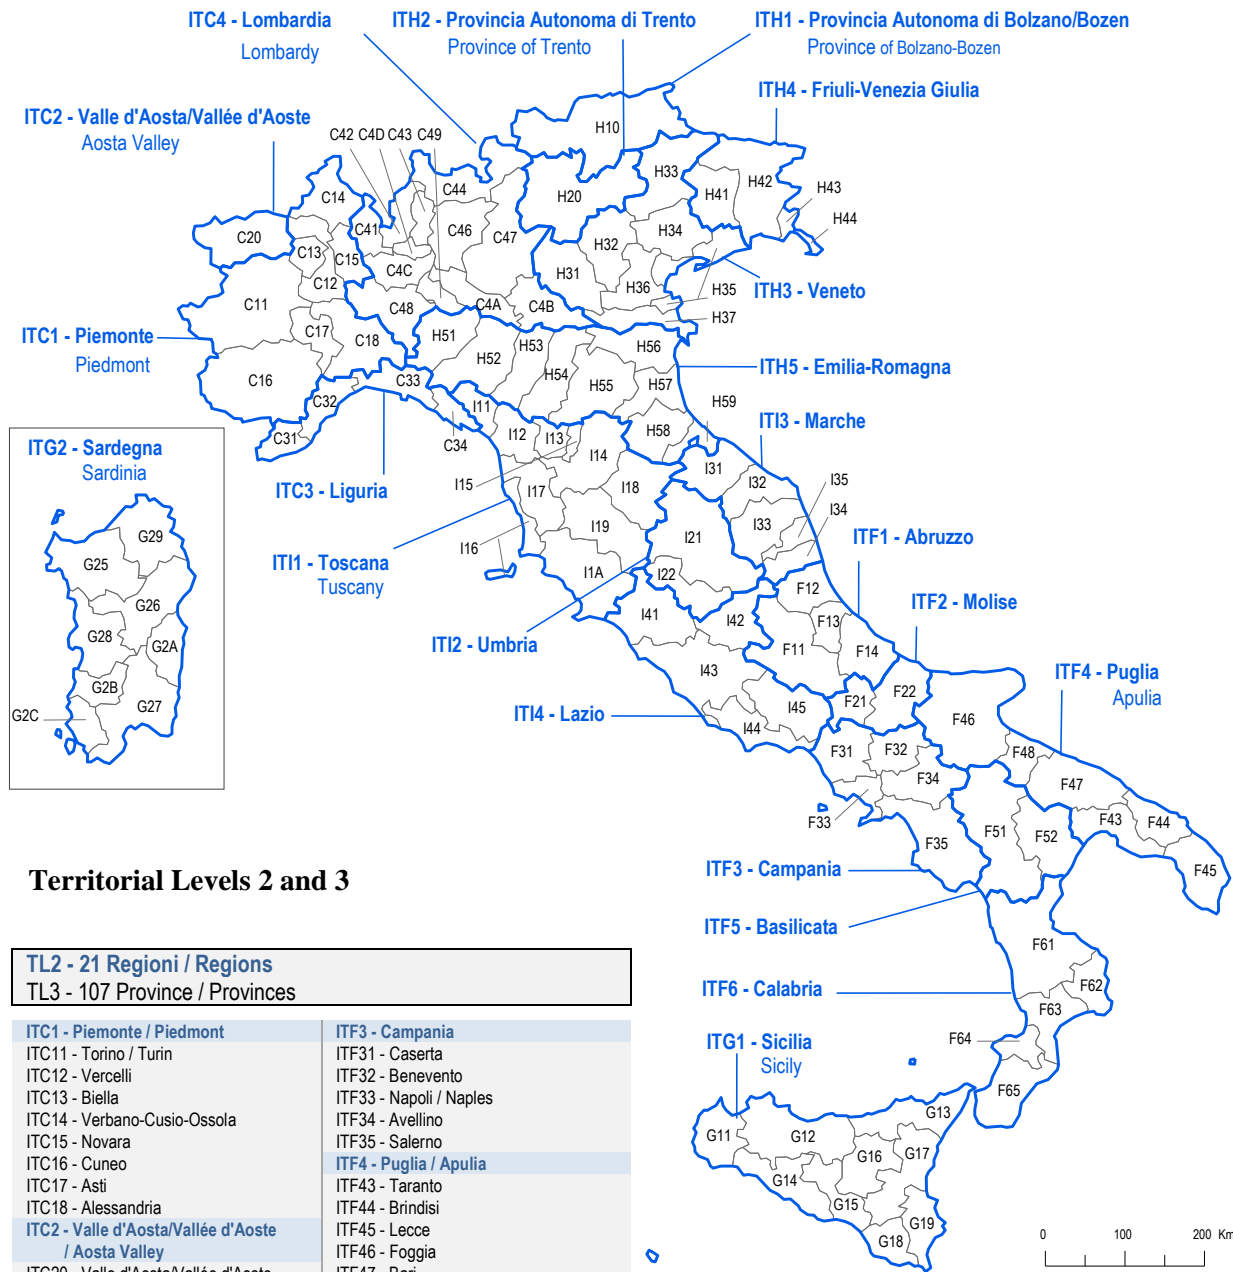 ITC4 - Lombardia
Lombardy
ITH2 - Provincia Autonoma di Trento
Province of Trento
ITH1 - Provincia Autonoma di Bolzano/Bozen
Province of Bolzano-Bozen
ITH4 - Friuli-Venezia Giulia
ITC2 - Valle d'Aosta/Vallée d'Aoste
Aosta Valley
C42 C4D C43 C49
H10
C44
H33
C14
H20
H41
H42
H43
H44
C20
C41
C46
C47
H32
H34
C13
C15
C4C
H31
H36
C12
C11
C48
C4A
C4B
H35
H37
ITH3 - Veneto
ITC1 - Piemonte
Piedmont
C17
C18
H51
H52
H53
H56
C16
C33
H54
H55
H57
ITH5 - Emilia-Romagna
C32
C31
C34
I11
H58
H59
ITI3 - Marche
I12
I13
I14
I31
I32
I35
I34
ITG2 - Sardegna
Sardinia
ITC3 - Liguria
I15
I17
I18
I33
I19
I21
I16
ITF1 - Abruzzo
ITI1 - Toscana
Tuscany
I1A
I22
G29
G25
G26
G28
G2A
G2B
G27
G2C
F12
ITF2 - Molise
I41
I42
F13
ITI2 - Umbria
F11
F14
I43
ITF4 - Puglia
Apulia
F22
F21
I45
ITI4 - Lazio
I44
F46
F31
F32
F48
F34
F47
F33
F43
F44
F51
F52
F35
F45
ITF3 - Campania
ITF5 - Basilicata
F61
ITF6 - Calabria
F62
F63
F64
ITG1 - Sicilia
Sicily
F65
G13
G11
G12
G17
G16
G14
G15
G19
G18
0 100 200 Km
Territorial Levels 2 and 3
TL2 - 21 Regioni / Regions
TL3 - 107 Province / Provinces
ITC1 - Piemonte / Piedmont
ITC11 - Torino / Turin
ITC12 - Vercelli
ITC13 - Biella
ITC14 - Verbano-Cusio-Ossola
ITC15 - Novara
ITC16 - Cuneo
ITC17 - Asti
ITC18 - Alessandria
ITC2 - Valle d'Aosta/Vallée d'Aoste
/ Aosta Valley
ITC20 - Valle d'Aosta/Vallée d'Aoste
ITF3 - Campania
ITF31 - Caserta
ITF32 - Benevento
ITF33 - Napoli / Naples
ITF34 - Avellino
ITF35 - Salerno
ITF4 - Puglia / Apulia
ITF43 - Taranto
ITF44 - Brindisi
ITF45 - Lecce
ITF46 - Foggia
ITF47 - Bari